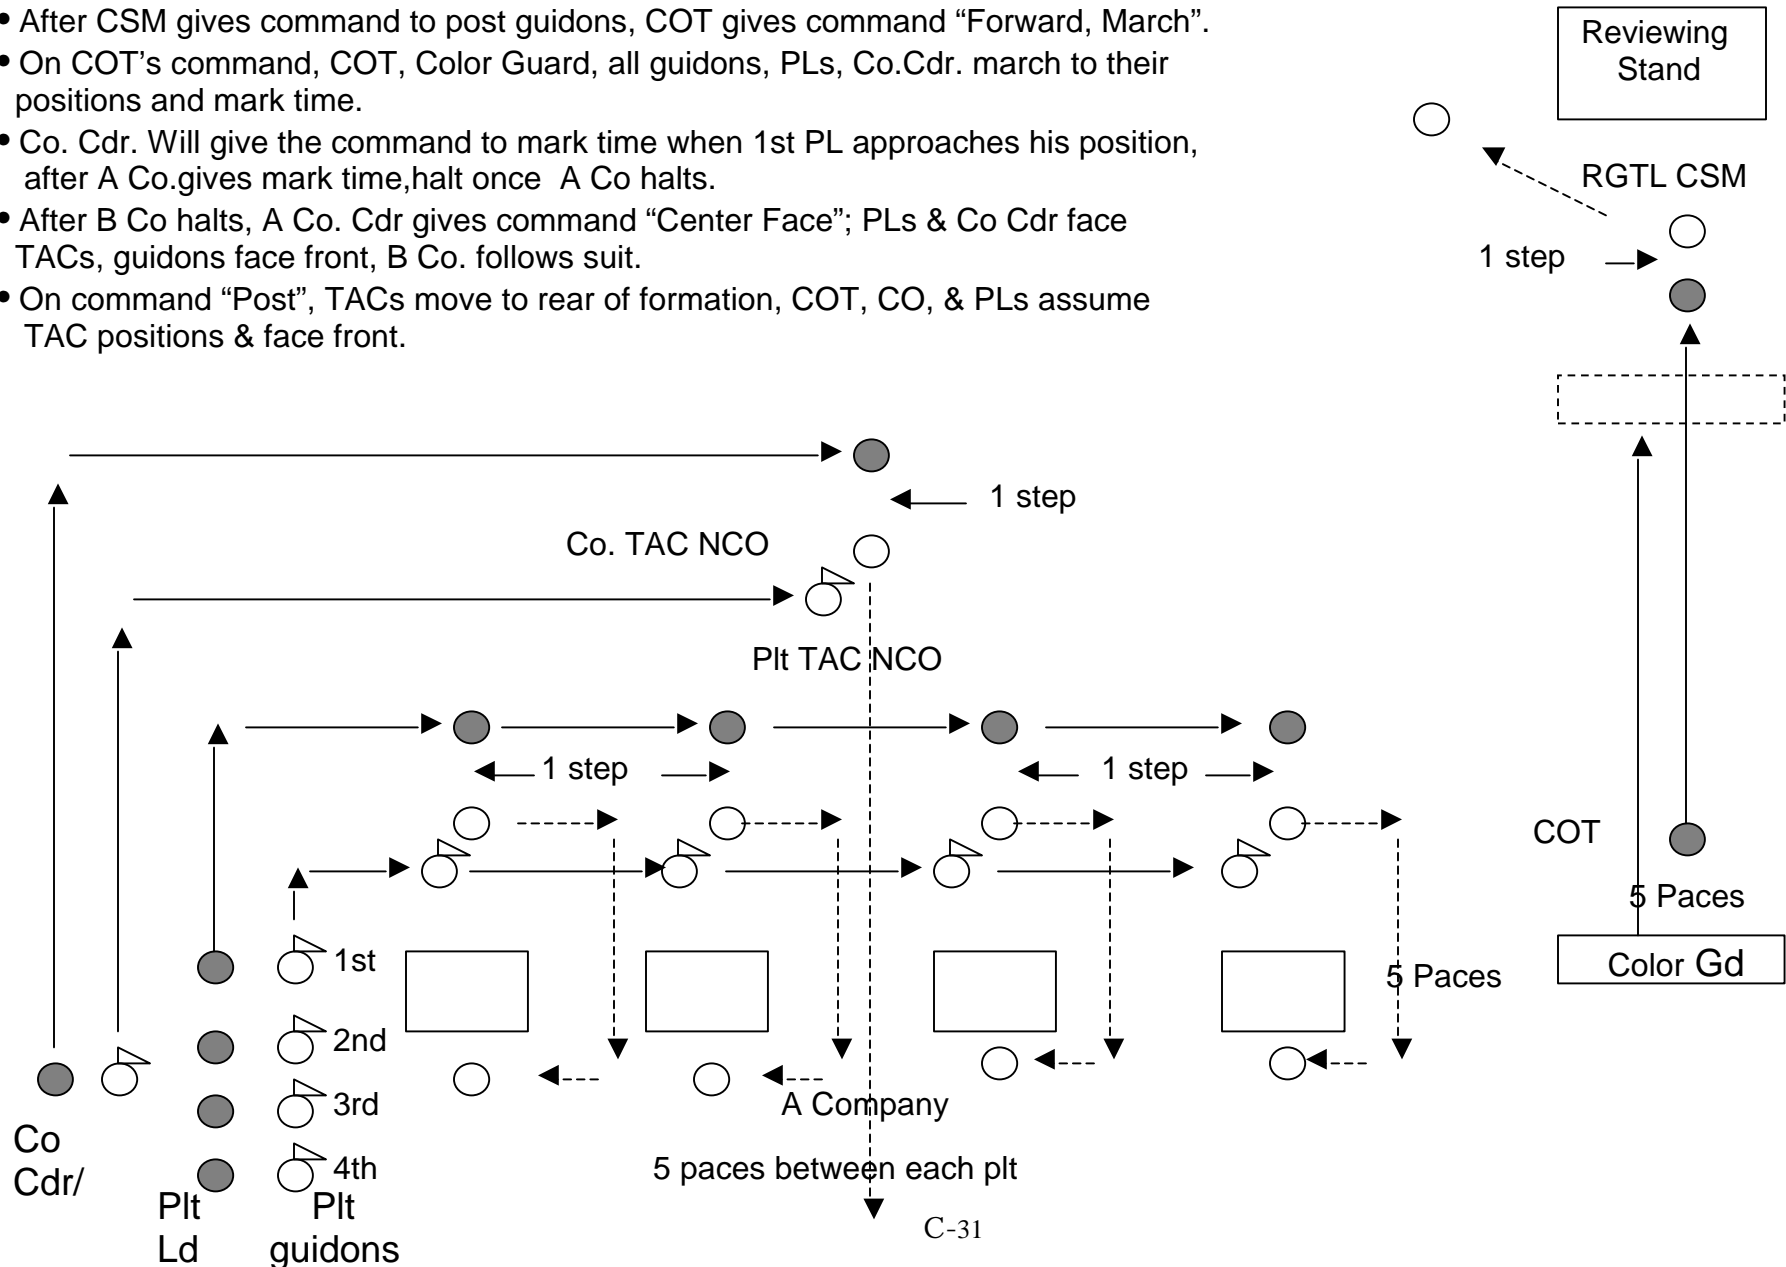 • After CSM gives command to post guidons, COT gives command “Forward, March”.
• On COT’s command, COT, Color Guard, all guidons, PLs, Co.Cdr. march to their
positions and mark time.
• Co. Cdr. Will give the command to mark time when 1st PL approaches his position,
after A Co.gives mark time,halt once A Co halts.
• After B Co halts, A Co. Cdr gives command “Center Face”; PLs & Co Cdr face
TACs, guidons face front, B Co. follows suit.
• On command “Post”, TACs move to rear of formation, COT, CO, & PLs assume
TAC positions & face front.
Reviewing
Stand
RGTL CSM
1 step
1 step
Co. TAC NCO
Plt TAC NCO
1 step
1 step
COT
5 Paces
Color Gd
5 Paces
1st
2nd
3rd
4th
A Company
5 paces between each plt
Co
Cdr/
Plt
Ld
Plt
guidons
C-31